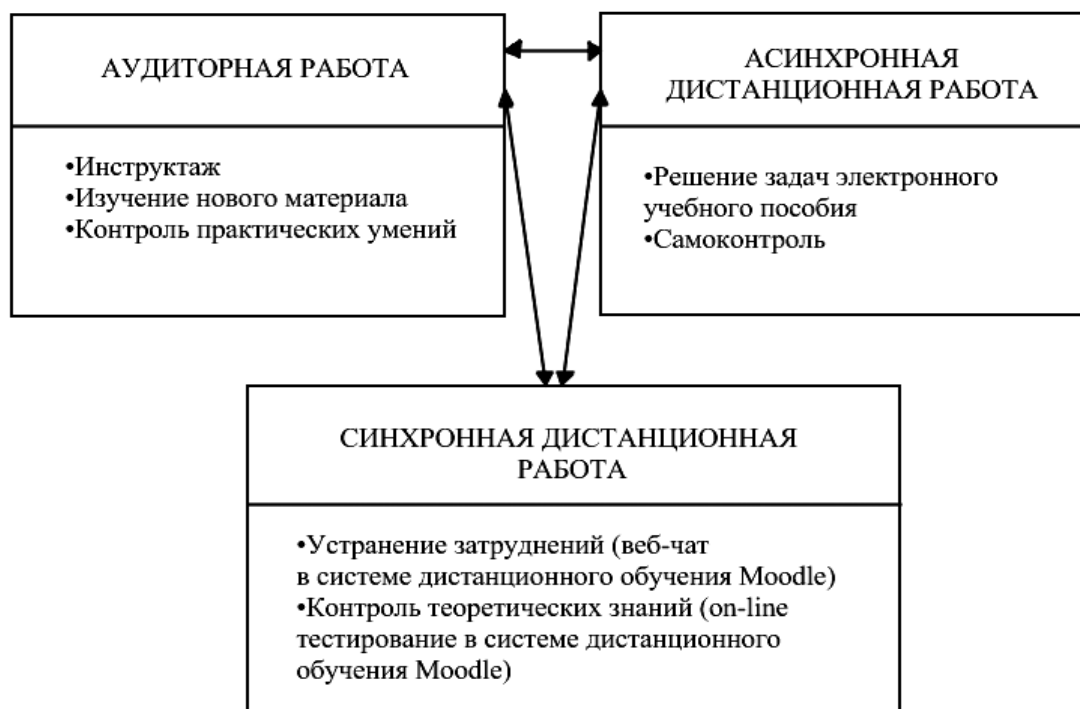 АУДИТОРНАЯ РАБОТА
•Инструктаж
•Изучение нового материала
•Контроль практических умений
АСИНХРОННАЯ
ДИСТАНЦИОННАЯ РАБОТА
•Решение задач электронного
учебного пособия
•Самоконтроль
СИНХРОННАЯ ДИСТАНЦИОННАЯ
РАБОТА
•Устранение затруднений (веб-чат
в системе дистанционного обучения Moodle)
•Контроль теоретических знаний (on-line
тестирование в системе дистанционного
обучения Moodle)